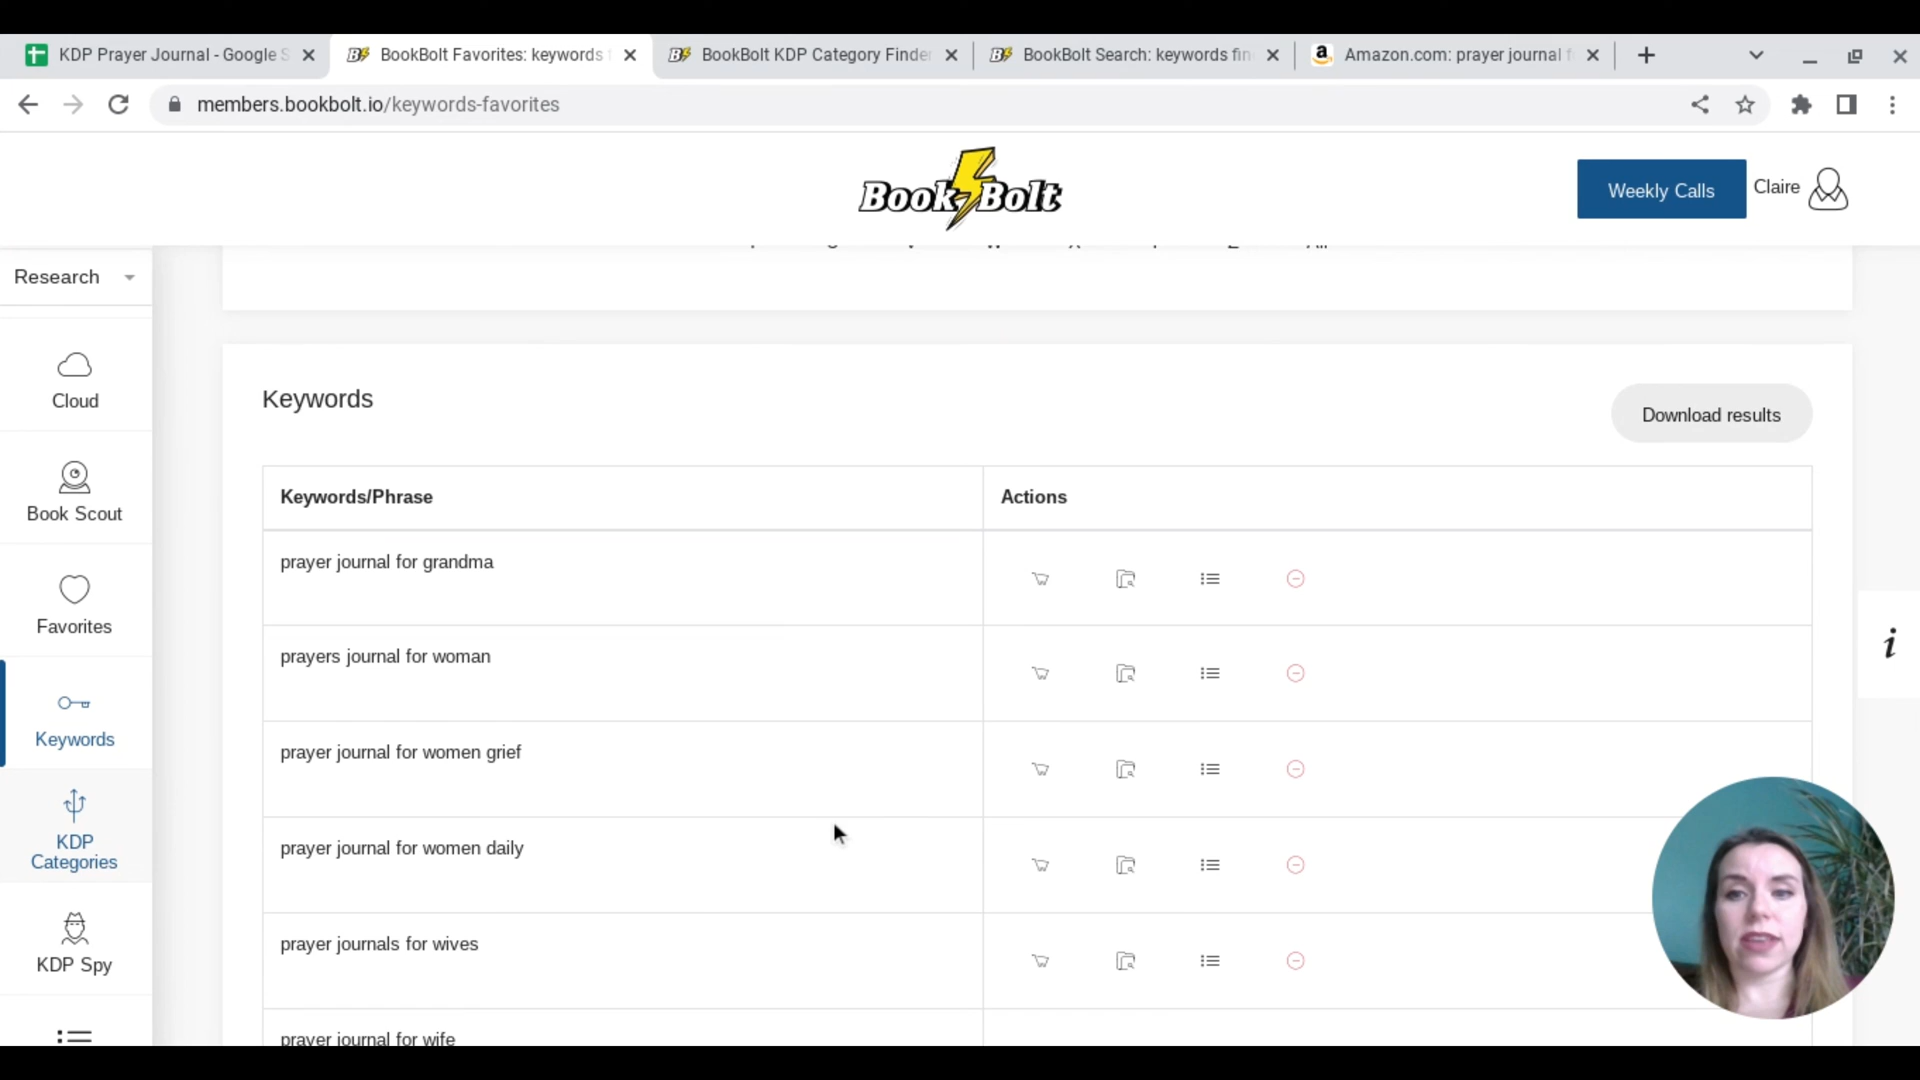 KDP Prayer Journal - Google S
BookBolt Favorites: keywords f
BookBolt KDP Category Finder
BookBolt Search: keywords fin
Amazon.com: prayer journal f
members.bookbolt.io/keywords-favorites
Book Bolt
Weekly Calls
Claire
Research
Cloud
Book Scout
Favorites
Keywords
KDP
Categories
KDP Spy
Keywords
Download results
Keywords/Phrase
Actions
prayer journal for grandma
prayers journal for woman
prayer journal for women grief
prayer journal for women daily
prayer journals for wives
prayer journal for wife
i